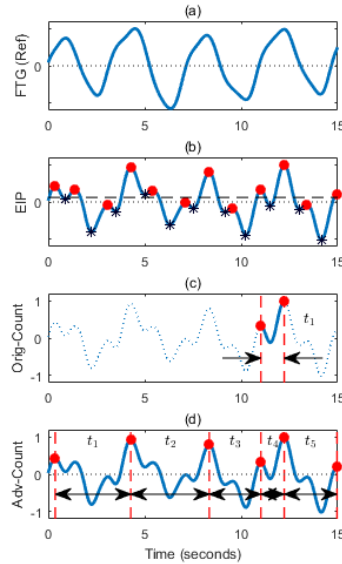 (a)
FTG (Ref)
0
0 5 10 15
(b)
EIP
0
0 5 10 15
(c)
Orig-Count
1
0
-1
t1
0 5 10 15
(d)
Adv-Count
1
0
-1
t1 t2 t3 t4 t5
0 5 10 15
Time (seconds)